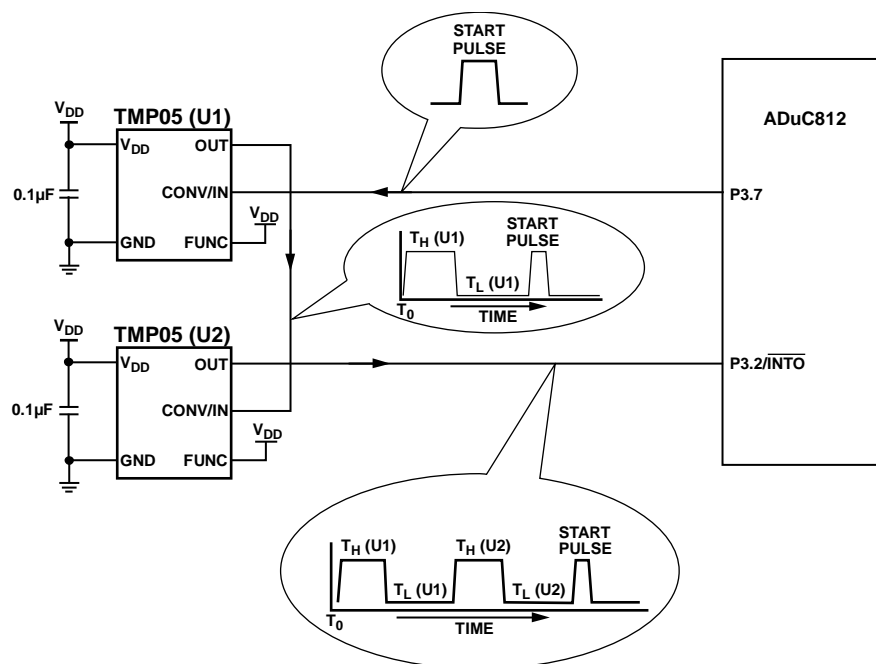 START
PULSE
ADuC812
V_DD
TMP05 (U1)
V_DD
OUT
0.1µF
CONV/IN
P3.7
V_DD
GND
FUNC
T_H (U1)
START
PULSE
T_L (U1)
T_0
TIME
V_DD
TMP05 (U2)
V_DD
OUT
P3.2/INTO
0.1µF
CONV/IN
V_DD
GND
FUNC
T_H (U1)
T_H (U2)
START
PULSE
T_L (U1)
T_L (U2)
T_0
TIME